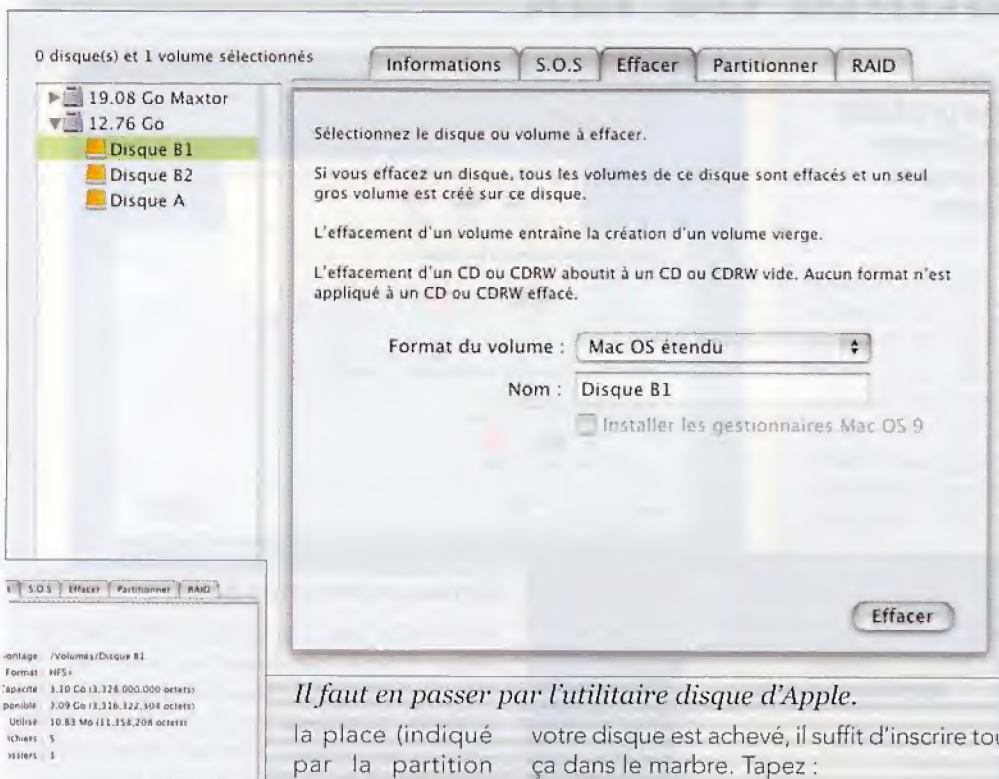 0 disque(s) et 1 volume sélectionnés
Informations S.O.S Effacer Partitionner RAID
19.08 Go Maxtor
12.76 Go
Disque B1
Disque B2
Disque A
Sélectionnez le disque ou volume à effacer.
Si vous effacez un disque, tous les volumes de ce disque sont effacés et un seul
gros volume est créé sur ce disque.
L'effacement d'un volume entraîne la création d'un volume vierge.
L'effacement d'un CD ou CDRW aboutit à un CD ou CDRW vide. Aucun format n'est
appliqué à un CD ou CDRW effacé.
Format du volume : Mac OS étendu
Nom : Disque B1
Installer les gestionnaires Mac OS 9
Effacer
S.O.S Effacer Partitionner RAID
/Volumes/Disque B1
Format HFS+
3.10 Go (3,328,000,000 octets)
3.09 Go (3,316,322,304 octets)
Utilisé 10.83 Mo (11,358,208 octets)
5
3
Il faut en passer par l'utilitaire disque d'Apple.
la place (indiqué
par la partition
votre disque est achevé, il suffit d'inscrire tou
ça dans le marbre. Tapez :